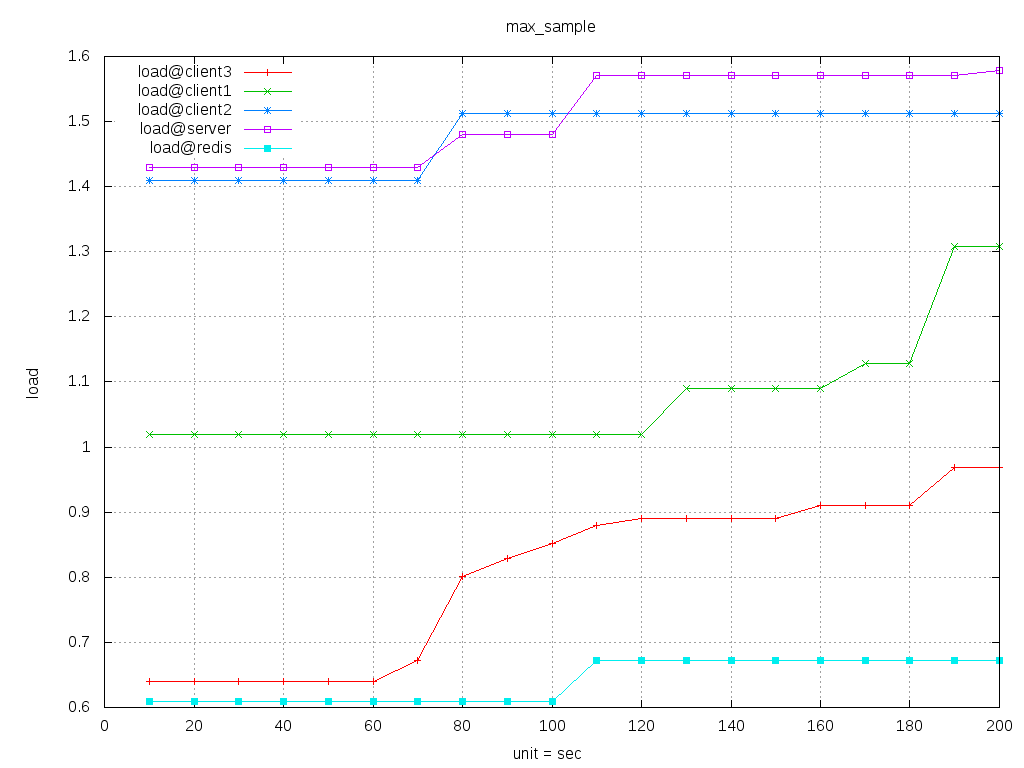 max_sample
1.6
1.5
1.4
1.3
1.2
1.1
1
0.9
0.8
0.7
0.6
load
load@client3
load@client1
load@client2
load@server
load@redis
0 20 40 60 80 100 120 140 160 180 200
unit = sec